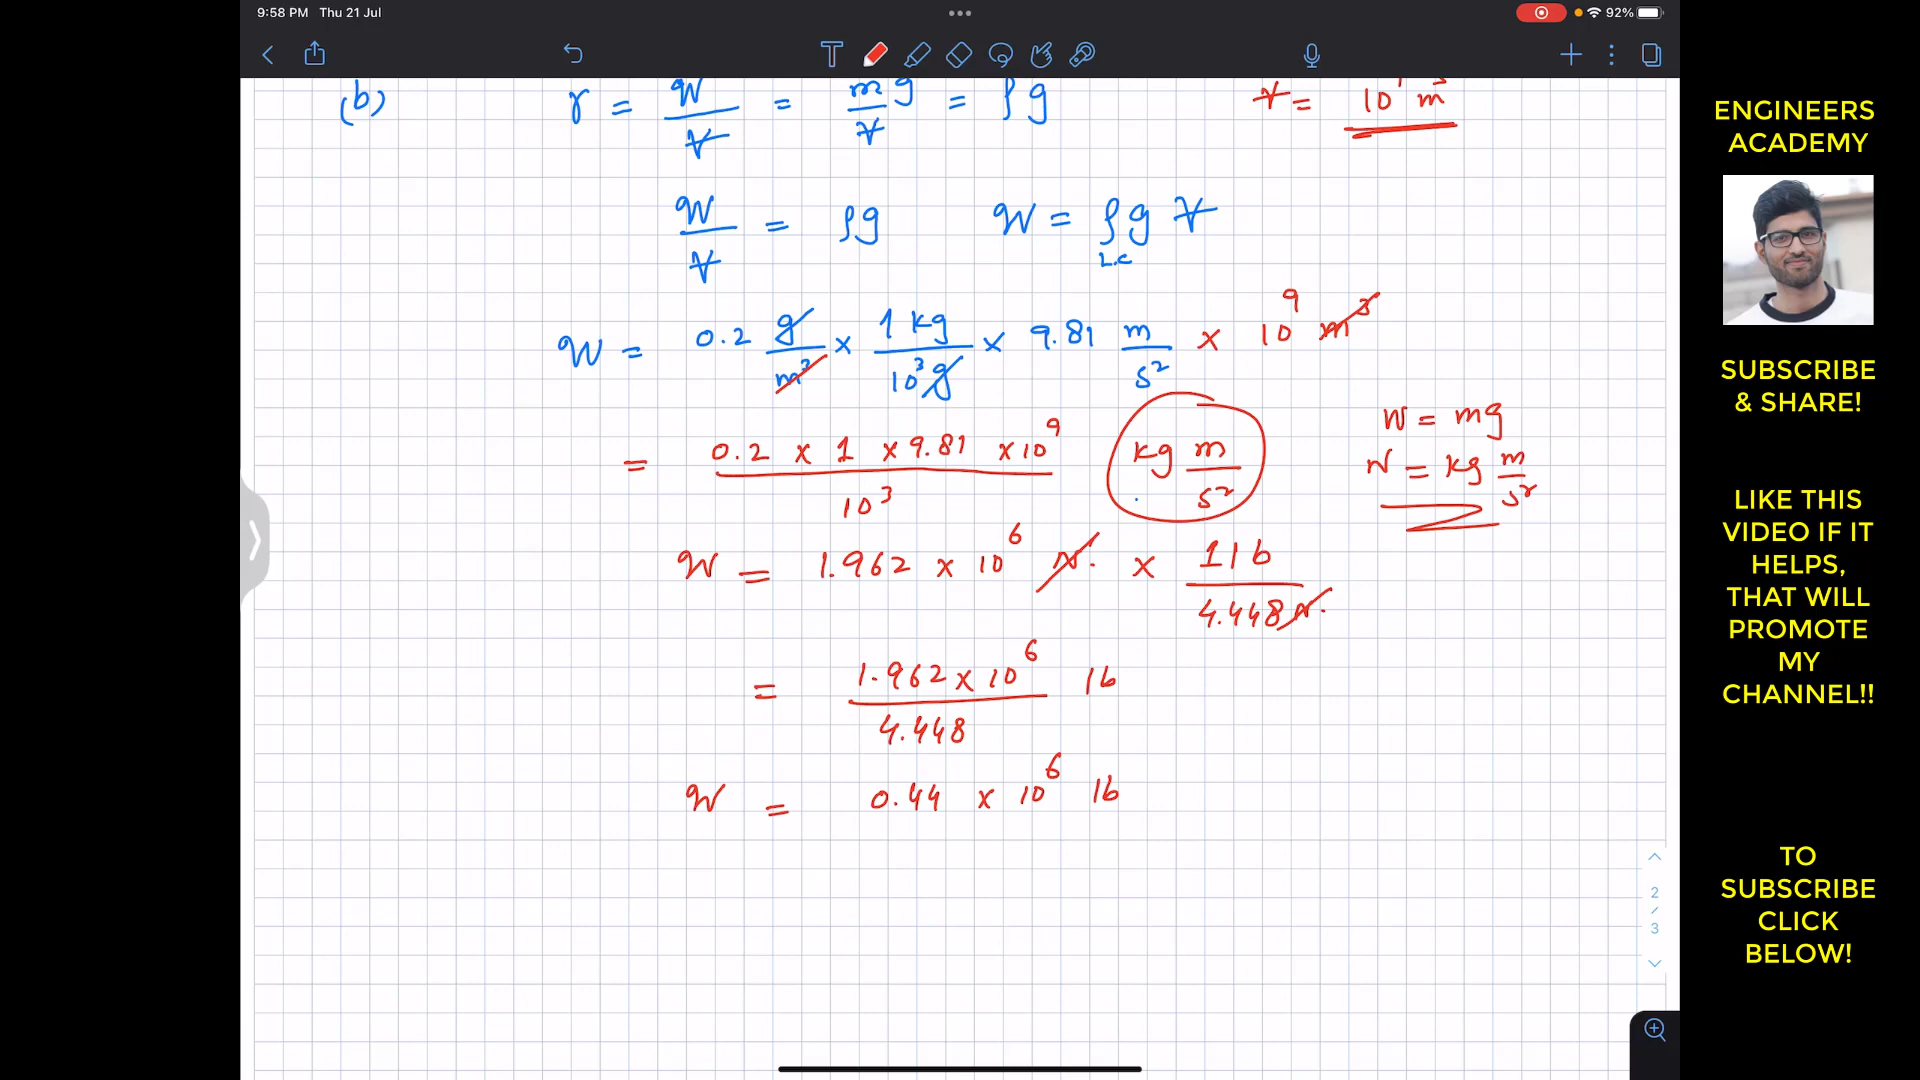 9:58 PM Thu 21 Jul
92%
(b) γ = W/V = m/V g = ρg
V = 10⁹ m³
W/V = ρg W = ρ g V
L.C
W = 0.2 g/m³ × 1 kg/10³ g × 9.81 m/s² × 10⁹ m³
= 0.2 × 1 × 9.81 × 10⁹ / 10³ kg m/s²
W = mg
N = kg m/s²
W = 1.962 × 10⁶ N. × 1 lb / 4.448 N.
= 1.962 × 10⁶ / 4.448 lb
W = 0.44 × 10⁶ lb
2
3
ENGINEERS
ACADEMY
SUBSCRIBE
& SHARE!
LIKE THIS
VIDEO IF IT
HELPS,
THAT WILL
PROMOTE
MY
CHANNEL!!
TO
SUBSCRIBE
CLICK
BELOW!